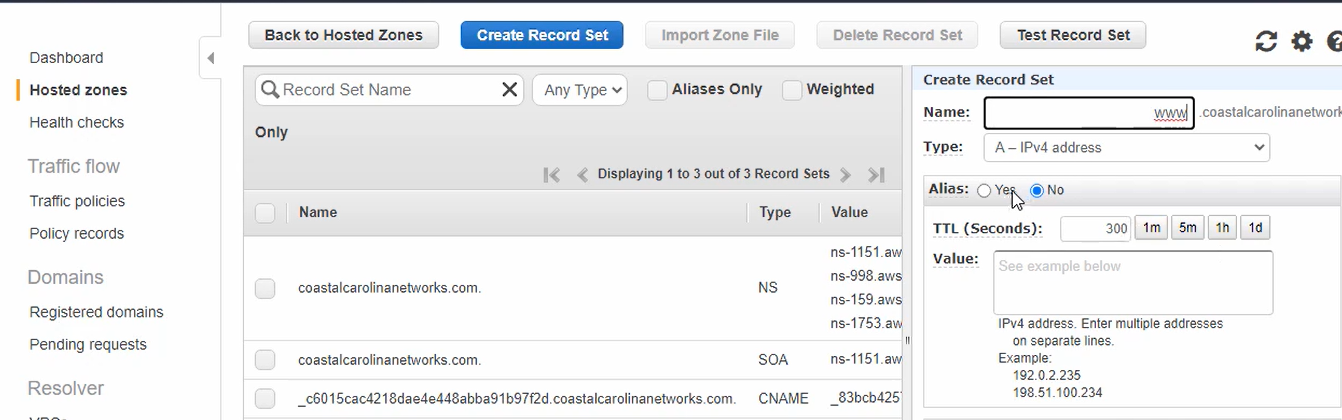 Back to Hosted Zones Create Record Set Import Zone File Delete Record Set Test Record Set
Dashboard
Hosted zones
Health checks
Traffic flow
Traffic policies
Policy records
Domains
Registered domains
Pending requests
Resolver
Record Set Name Any Type Aliases Only Weighted
Only
Displaying 1 to 3 out of 3 Record Sets
Name Type Value
coastalcarolinanetworks.com. NS
ns-1151.aw
ns-998.aws
ns-159.aws
ns-1753.aw
coastalcarolinanetworks.com. SOA ns-1151.aw
_c6015cac4218dae4e448abba91b97f2d.coastalcarolinanetworks.com. CNAME _83bcb425
Create Record Set
Name: www .coastalcarolinanetwork
Type: A – IPv4 address
Alias: Yes No
TTL (Seconds): 300 1m 5m 1h 1d
Value: See example below
IPv4 address. Enter multiple addresses
on separate lines.
Example:
192.0.2.235
198.51.100.234